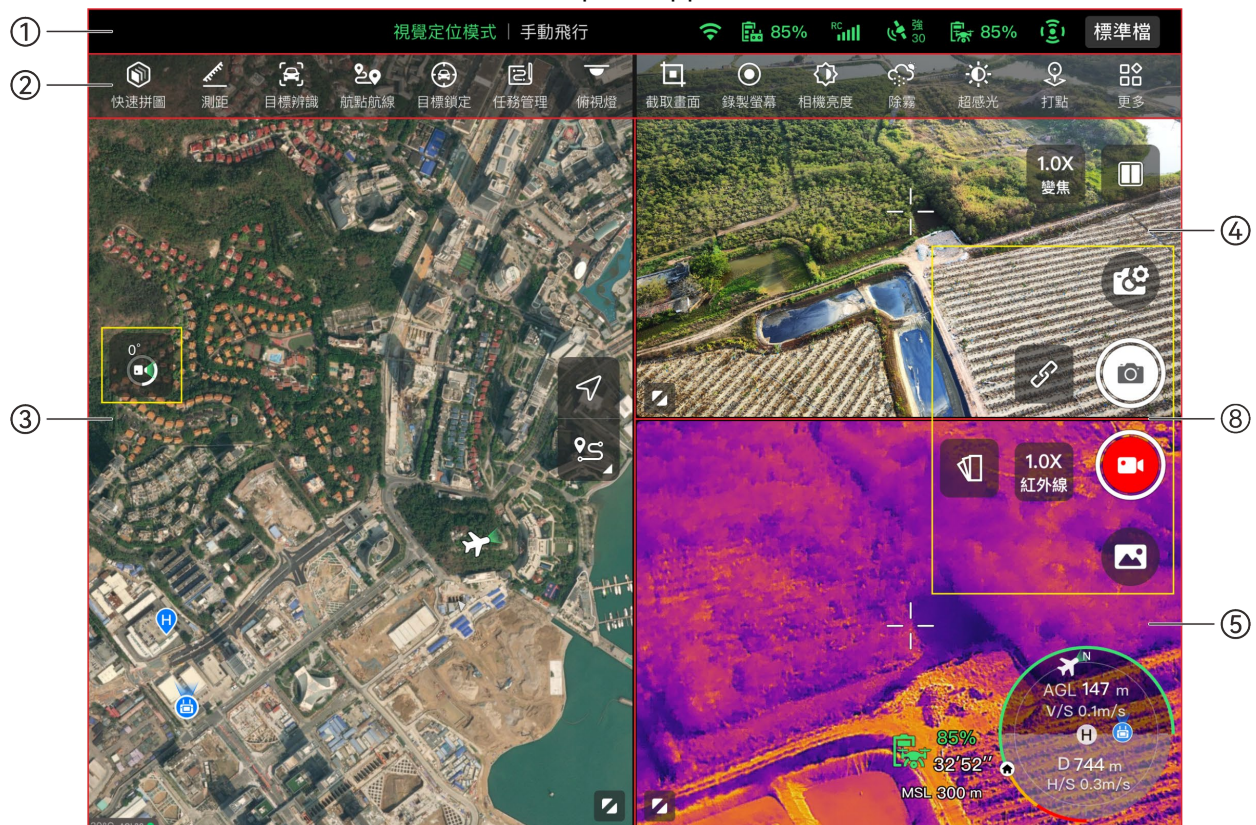 ①
視覺定位模式 | 手動飛行
85%
RC
強
30
85%
標準檔
②
快速拼圖 測距 目標辨識 航點航線 目標鎖定 任務管理 俯視燈 截取畫面 錄製螢幕 相機亮度 除霧 超感光 打點 更多
1.0X
變焦
④
0°
③
⑧
1.0X
紅外線
H
⑤
N
AGL 147 m
V/S 0.1m/s
H
D 744 m
H/S 0.3m/s
85%
32'52''
MSL 300 m